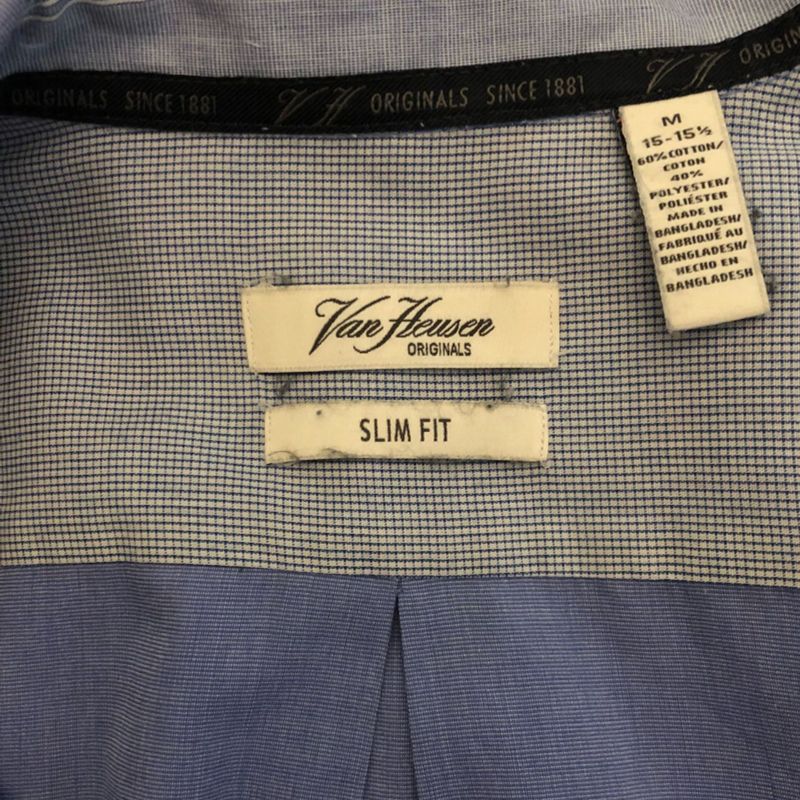 ORIGINALS SINCE 1881 VH ORIGINALS SINCE 1881 VH ORIGIN
M
15-15½
60% COTTON/
COTON
40%
POLYESTER/
POLIÉSTER
MADE IN
BANGLADESH/
FABRIQUÉ AU
BANGLADESH/
HECHO EN
BANGLADESH
Van Heusen
ORIGINALS
SLIM FIT